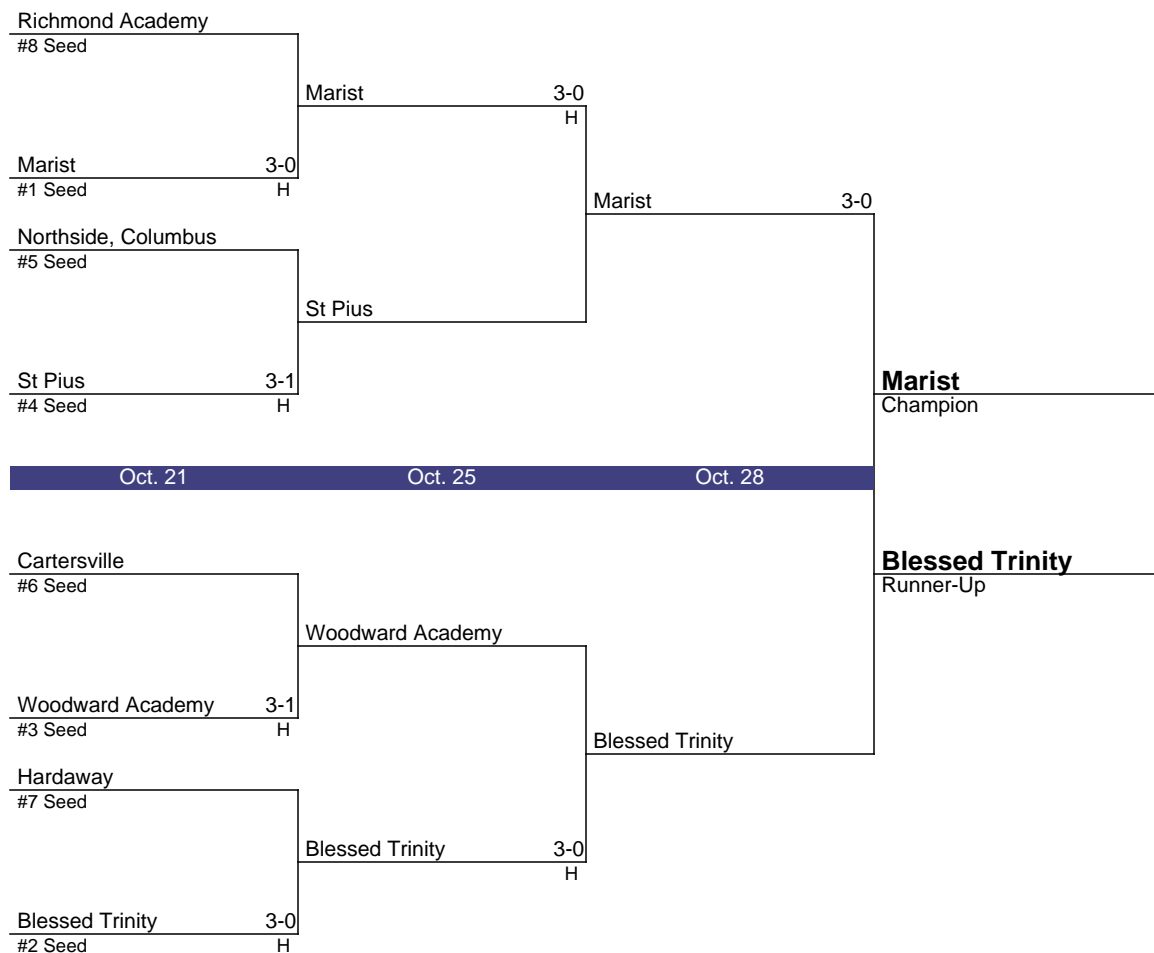 Richmond Academy
#8 Seed
Marist 3-0
H
Marist 3-0
#1 Seed H
Marist 3-0
Northside, Columbus
#5 Seed
St Pius
St Pius 3-1
#4 Seed H
Marist
Champion
Oct. 21 Oct. 25 Oct. 28
Cartersville
#6 Seed
Blessed Trinity
Runner-Up
Woodward Academy
Woodward Academy 3-1
#3 Seed H
Blessed Trinity
Hardaway
#7 Seed
Blessed Trinity 3-0
H
Blessed Trinity 3-0
#2 Seed H